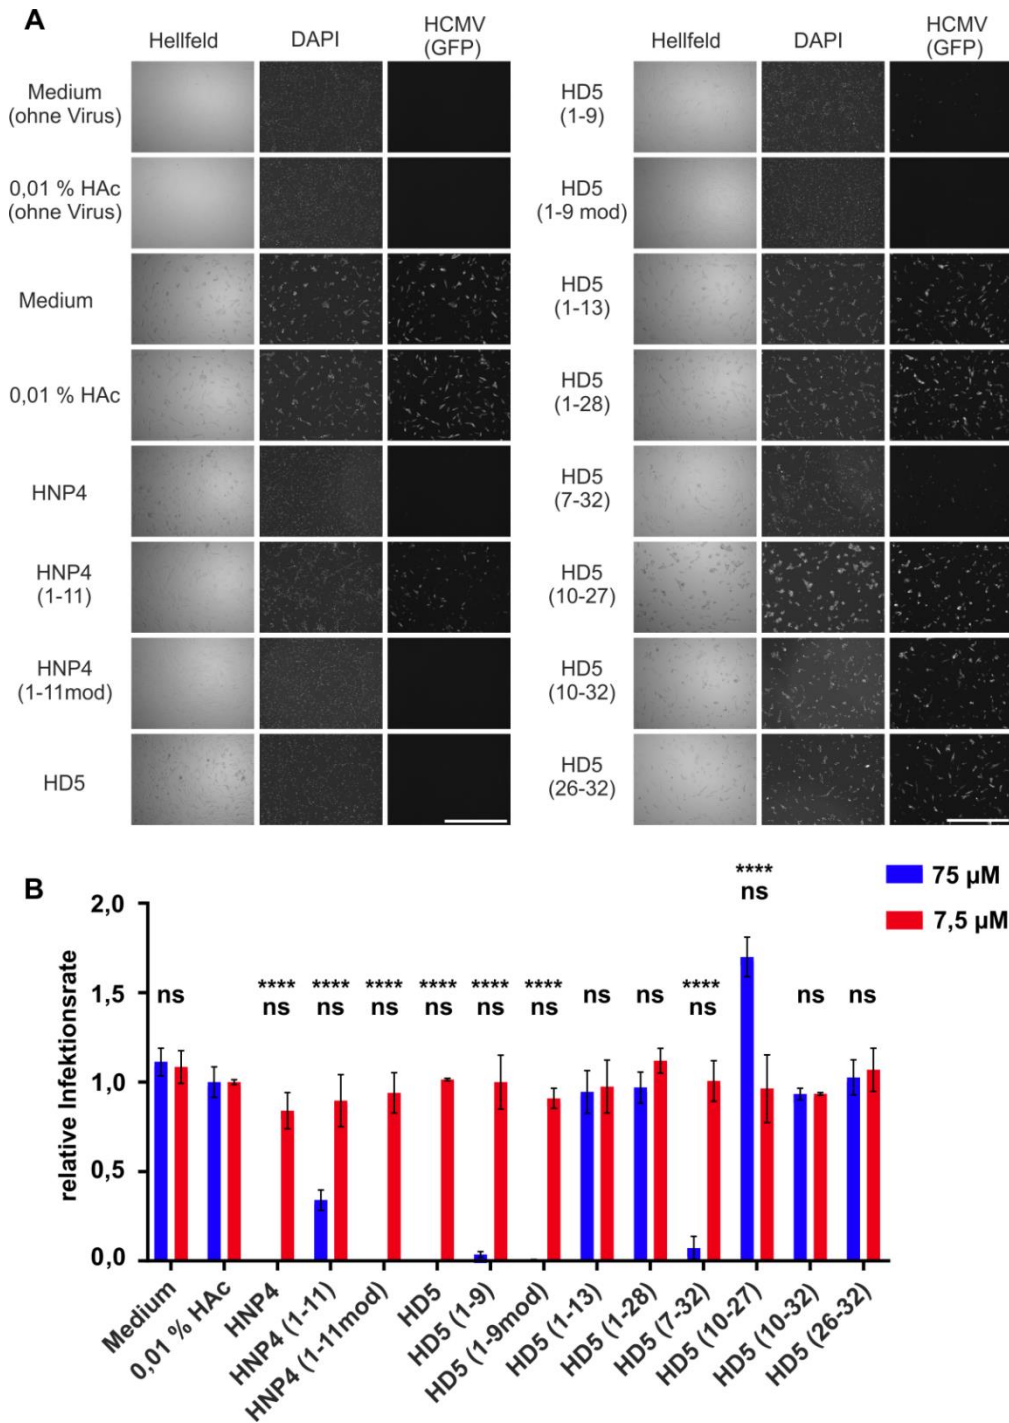 A
Hellfeld
DAPI
HCMV
(GFP)
Medium
(ohne Virus)
0,01 % HAc
(ohne Virus)
Medium
0,01 % HAc
HNP4
HNP4
(1-11)
HNP4
(1-11mod)
HD5
Hellfeld
DAPI
HCMV
(GFP)
HD5
(1-9)
HD5
(1-9 mod)
HD5
(1-13)
HD5
(1-28)
HD5
(7-32)
HD5
(10-27)
HD5
(10-32)
HD5
(26-32)
B
75 µM
7,5 µM
relative Infektionsrate
2,0
1,5
1,0
0,5
0,0
ns
****
ns
****
ns
****
ns
****
ns
****
ns
****
ns
ns
ns
****
ns
****
ns
ns
ns
Medium
0,01 % HAc
HNP4
HNP4 (1-11)
HNP4 (1-11mod)
HD5
HD5 (1-9)
HD5 (1-9mod)
HD5 (1-13)
HD5 (1-28)
HD5 (7-32)
HD5 (10-27)
HD5 (10-32)
HD5 (26-32)